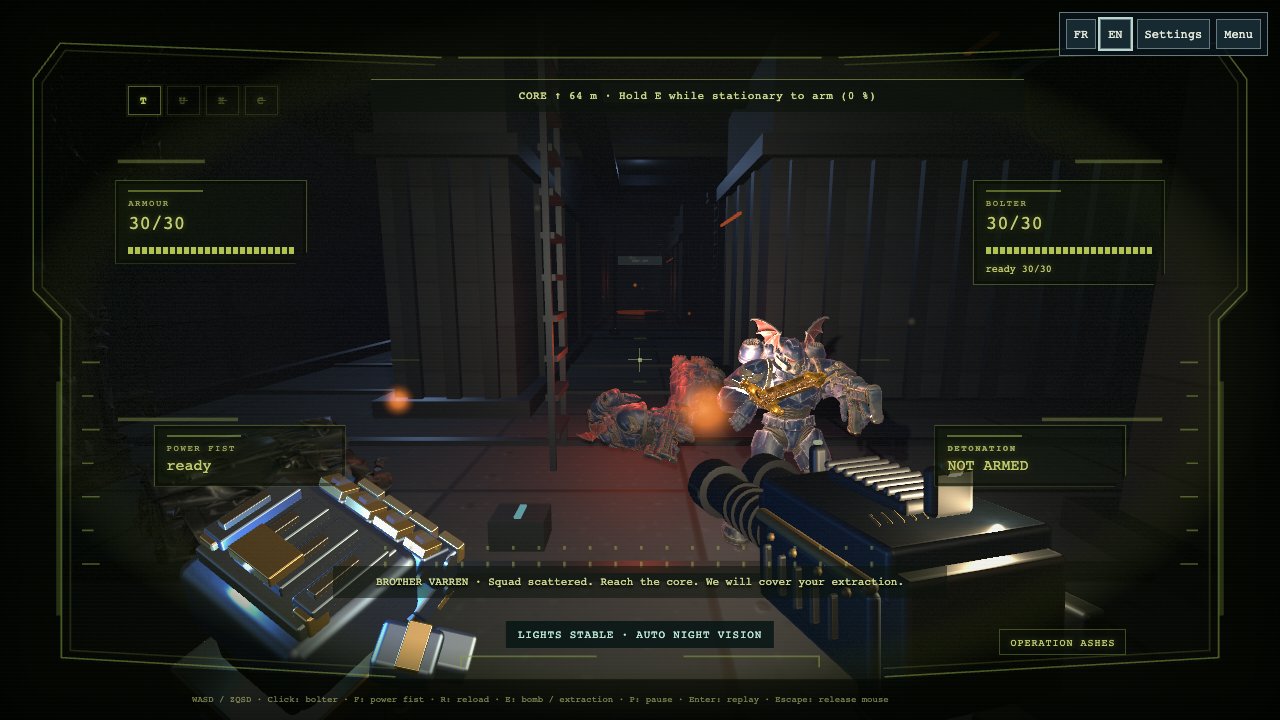 FR EN Settings Menu
CORE ↑ 64 m · Hold E while stationary to arm (0 %)
T
ARMOUR
30/30
BOLTER
30/30
ready 30/30
POWER FIST
ready
DETONATION
NOT ARMED
BROTHER VARREN · Squad scattered. Reach the core. We will cover your extraction.
LIGHTS STABLE · AUTO NIGHT VISION
OPERATION ASHES
WASD / ZQSD · Click: bolter · F: power fist · R: reload · E: bomb / extraction · P: pause · Enter: replay · Escape: release mouse